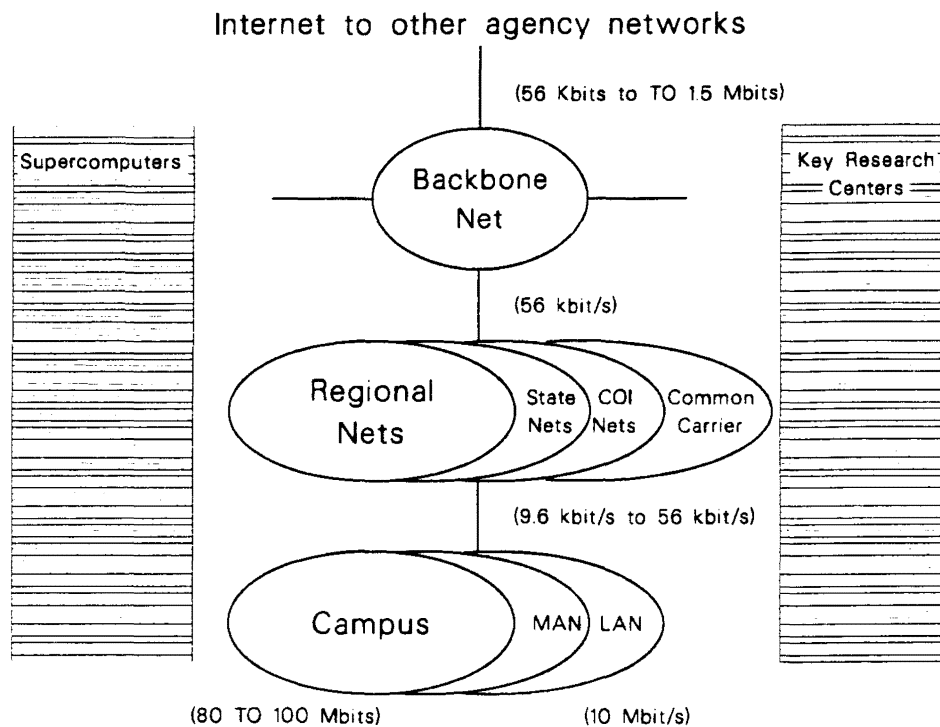 Internet to other agency networks
(56 Kbits to TO 1.5 Mbits)
Supercomputers
Key Research
Centers
Backbone
Net
(56 kbit/s)
Regional
Nets
State
Nets
COI
Nets
Common
Carrier
(9.6 kbit/s to 56 kbit/s)
Campus
MAN
LAN
(80 TO 100 Mbits)
(10 Mbit/s)